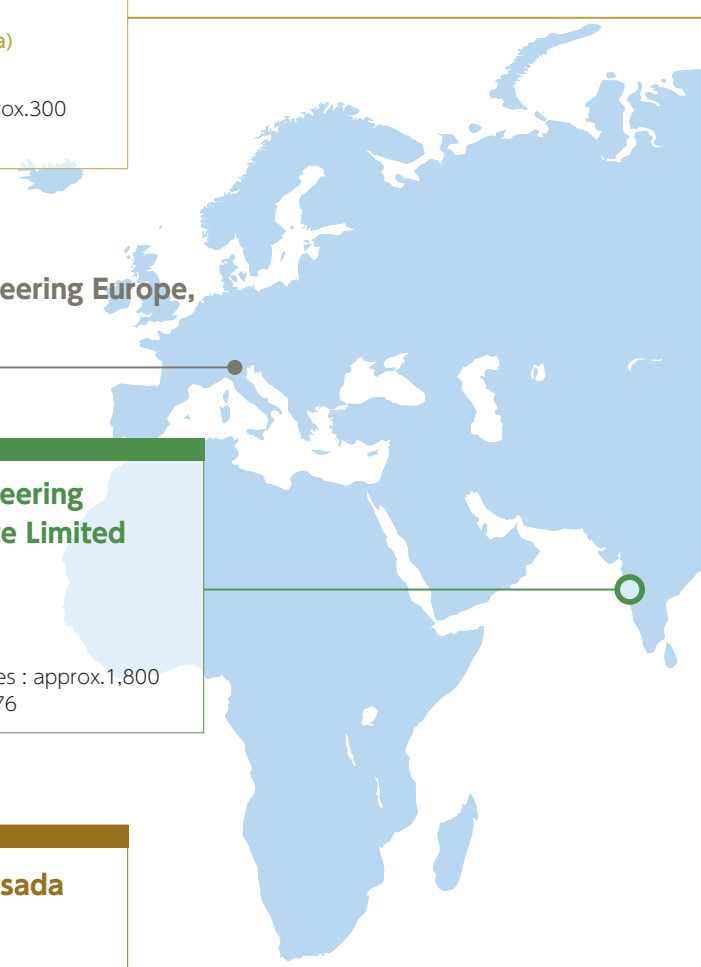 a)
ox.300
eering Europe,
eering
e Limited
es : approx.1,800
76
sada